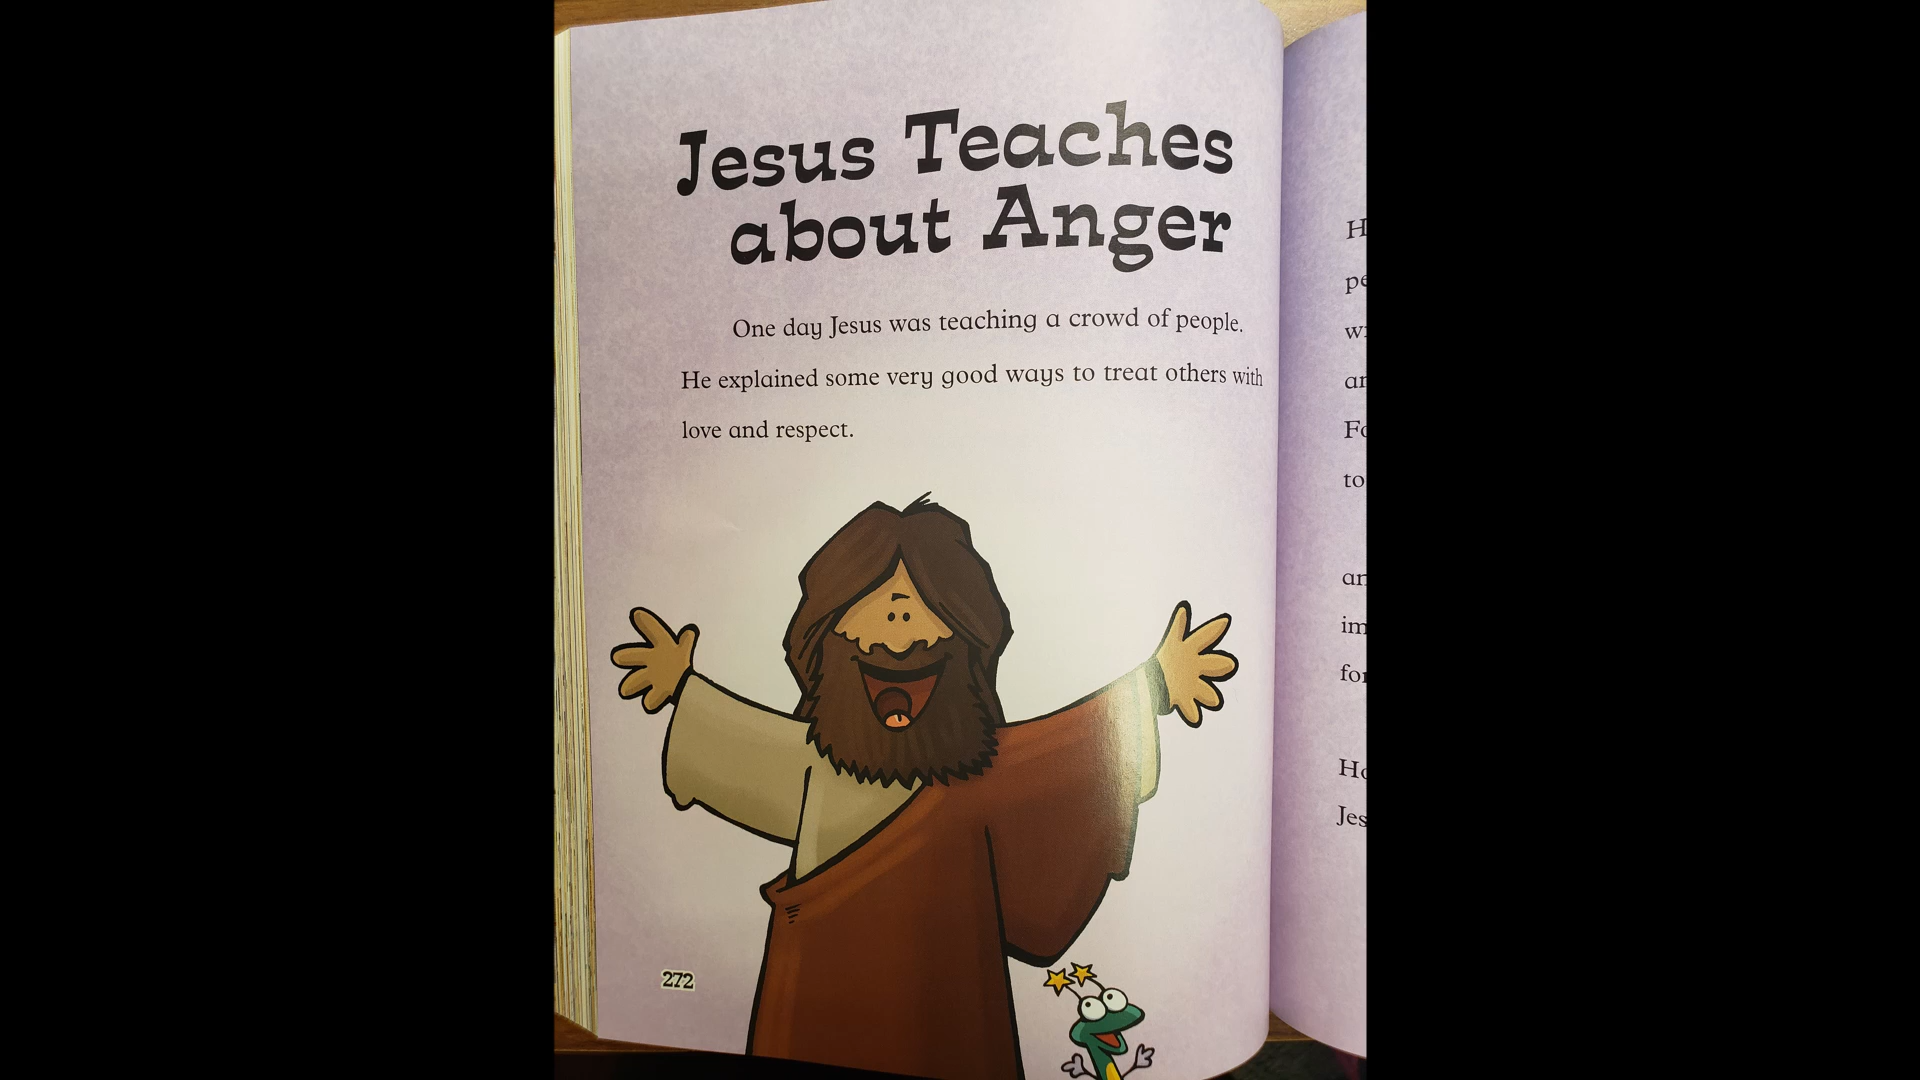 Jesus Teaches
about Anger
One day Jesus was teaching a crowd of people.
He explained some very good ways to treat others with
love and respect.
272
to